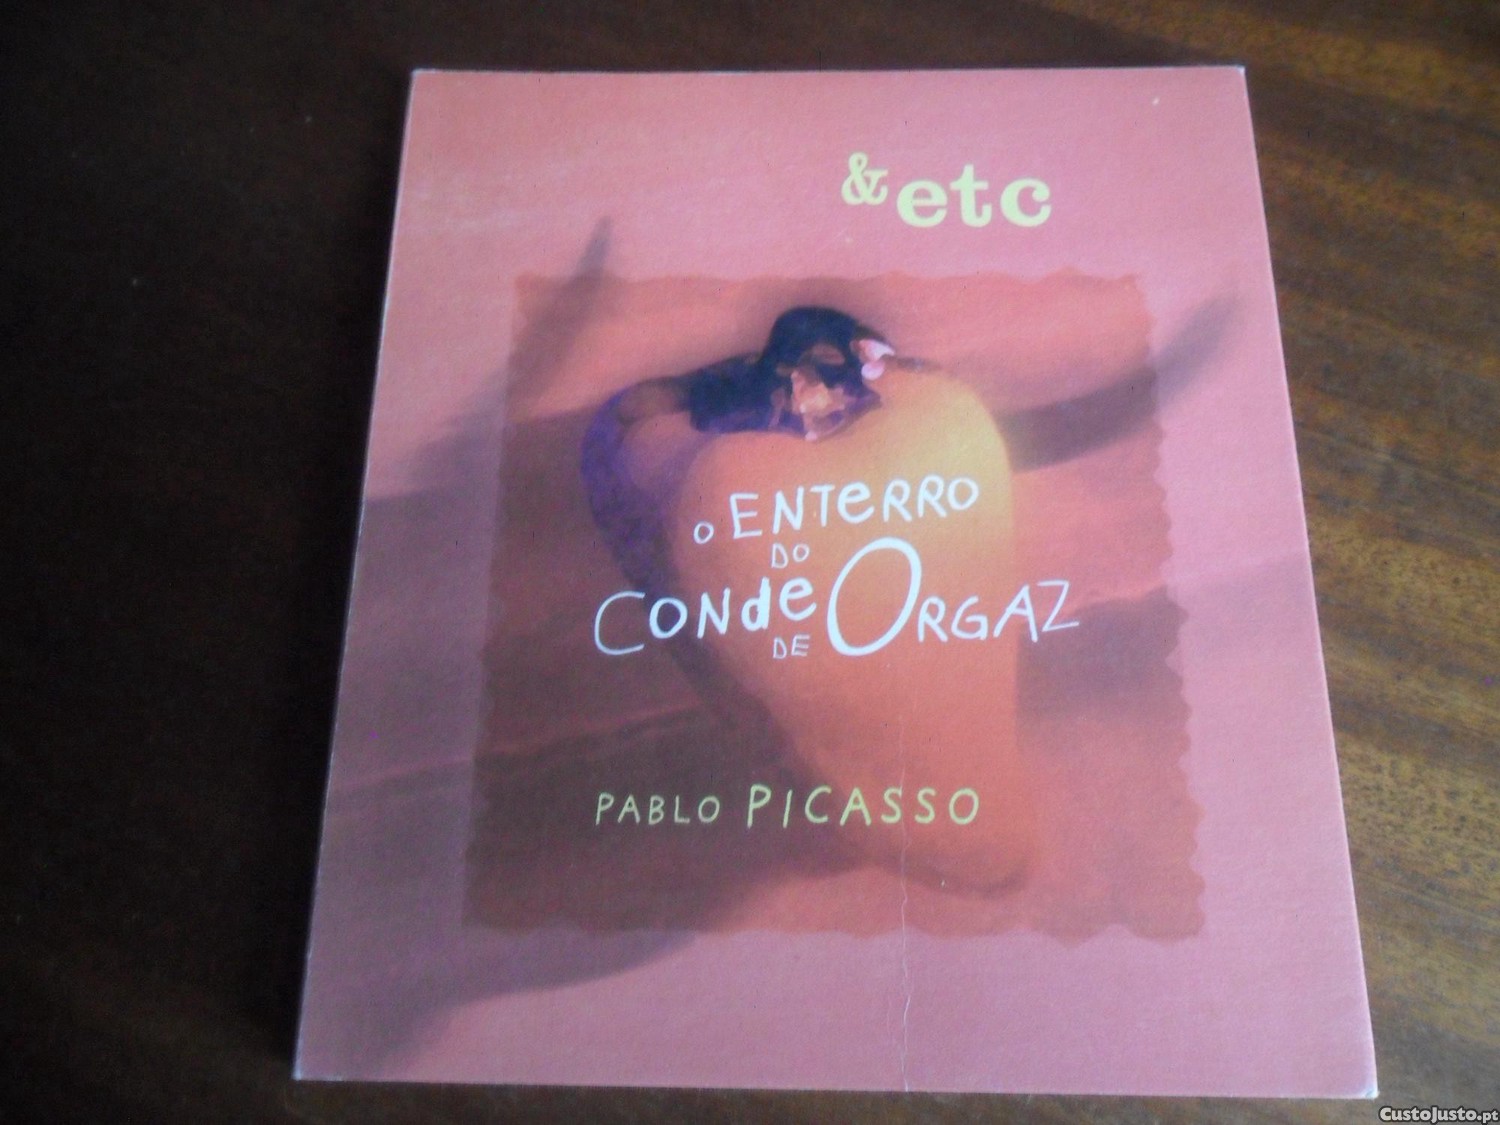 & etc
O ENTeRRO
DO
CONde
DE ORGAZ
PABLO PICASSO
CustoJusto.pt